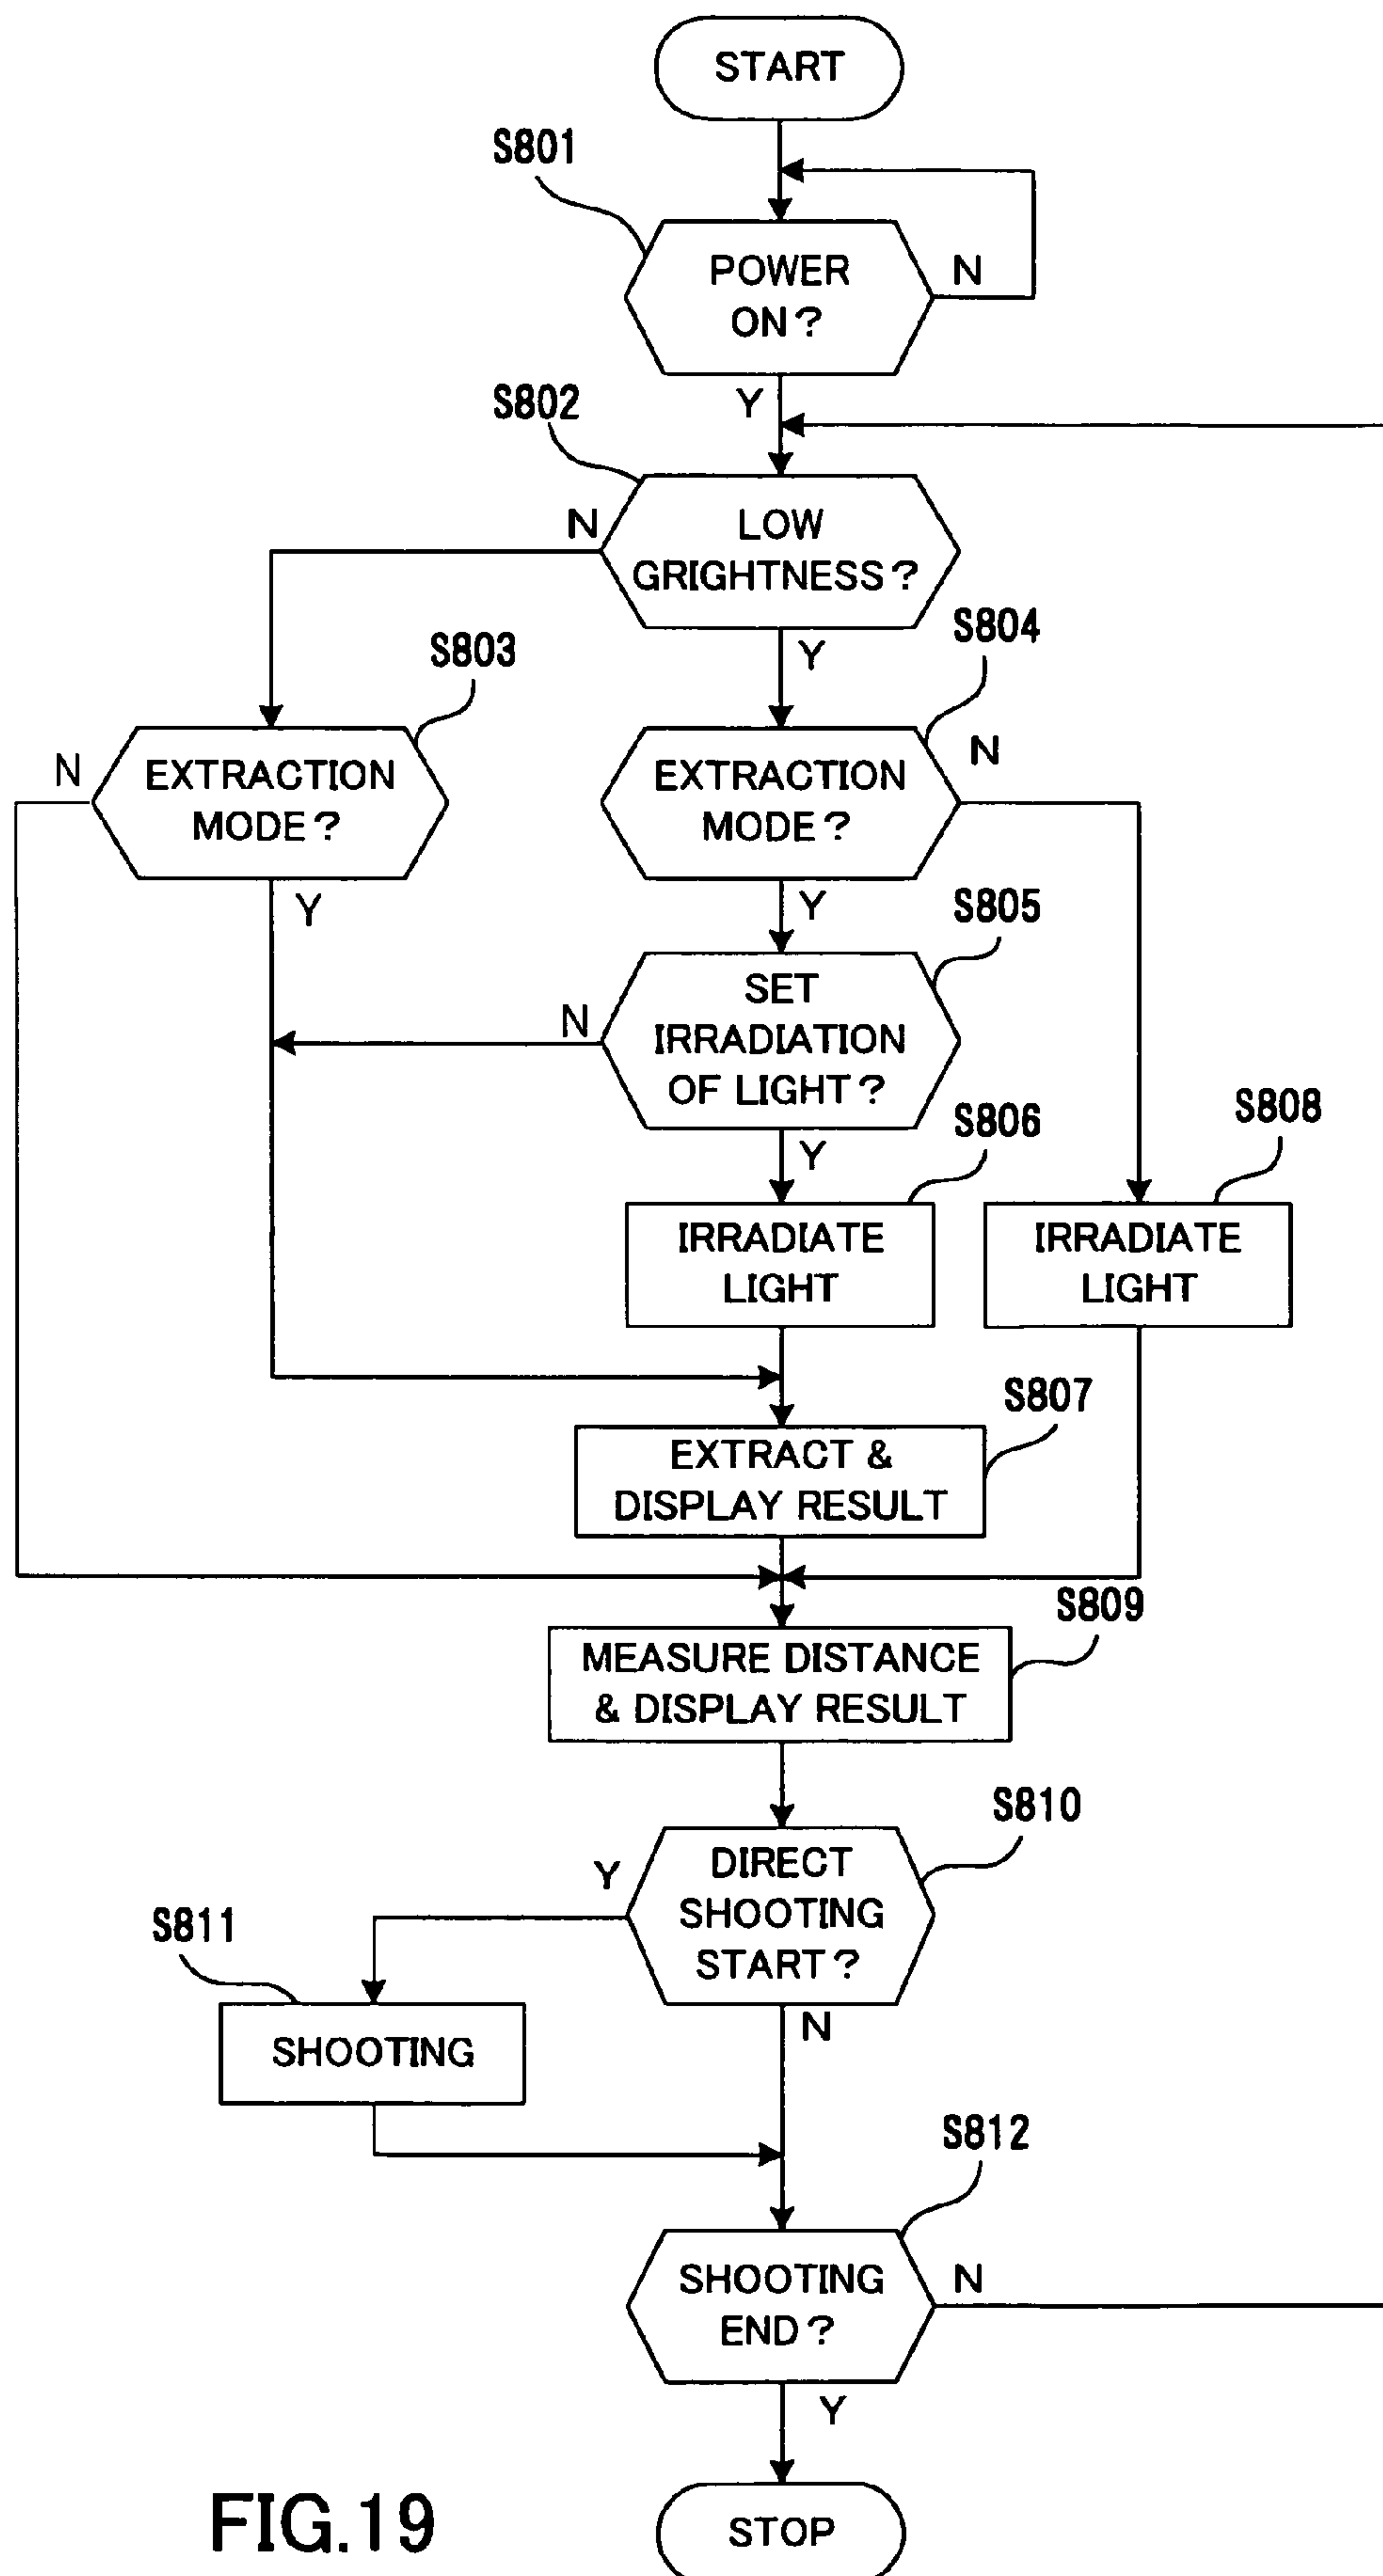 START
S801
POWER
ON?
N
Y
S802
N
LOW
GRIGHTNESS?
Y
S803
S804
N
EXTRACTION
MODE?
Y
EXTRACTION
MODE?
N
Y
S805
N
SET
IRRADIATION
OF LIGHT?
Y
S806
IRRADIATE
LIGHT
S808
IRRADIATE
LIGHT
S807
EXTRACT &
DISPLAY RESULT
S809
MEASURE DISTANCE
& DISPLAY RESULT
S810
Y
DIRECT
SHOOTING
START?
N
S811
SHOOTING
S812
SHOOTING
END?
N
Y
STOP
FIG.19